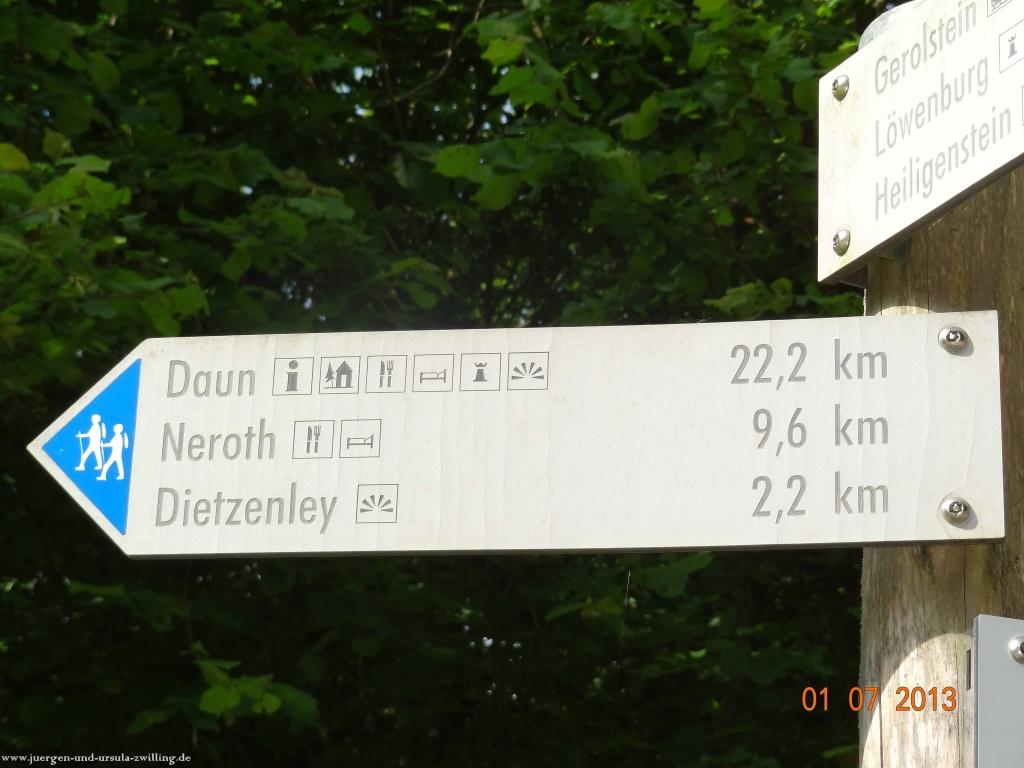 Gerolstein
Löwenburg
Heiligenstein
Daun 22,2 km
Neroth 9,6 km
Dietzenley 2,2 km
01 07 2013
www.juergen-und-ursula-zwilling.de